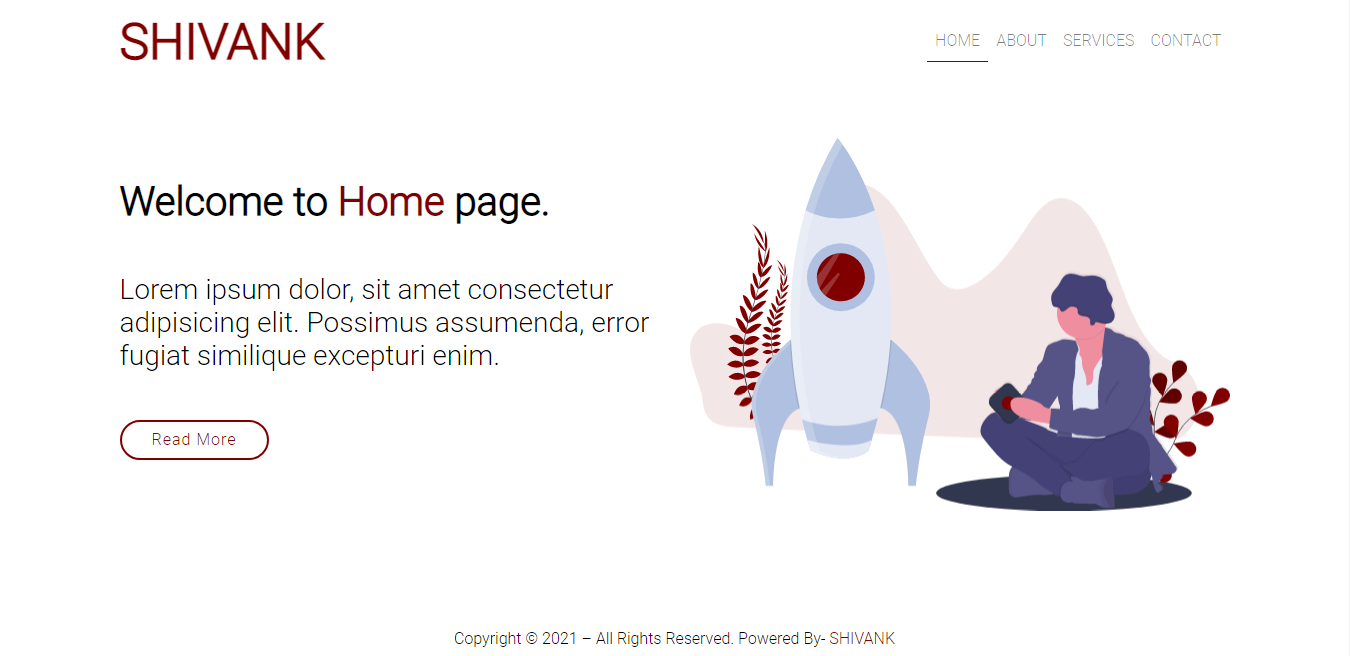 SHIVANK
HOME ABOUT SERVICES CONTACT
Welcome to Home page.
Lorem ipsum dolor, sit amet consectetur
adipisicing elit. Possimus assumenda, error
fugiat similique excepturi enim.
Read More
Copyright © 2021 – All Rights Reserved. Powered By- SHIVANK